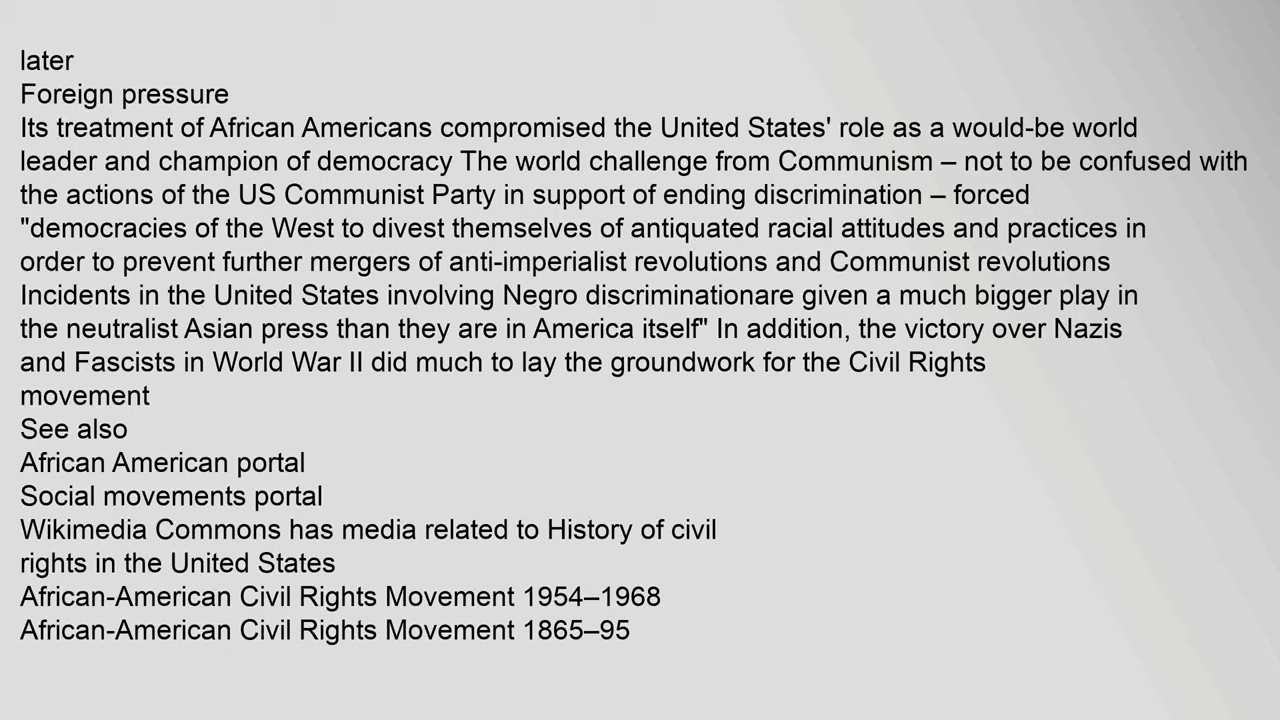 later
Foreign pressure
Its treatment of African Americans compromised the United States' role as a would-be world
leader and champion of democracy The world challenge from Communism – not to be confused with
the actions of the US Communist Party in support of ending discrimination – forced
"democracies of the West to divest themselves of antiquated racial attitudes and practices in
order to prevent further mergers of anti-imperialist revolutions and Communist revolutions
Incidents in the United States involving Negro discriminationare given a much bigger play in
the neutralist Asian press than they are in America itself" In addition, the victory over Nazis
and Fascists in World War II did much to lay the groundwork for the Civil Rights
movement
See also
African American portal
Social movements portal
Wikimedia Commons has media related to History of civil
rights in the United States
African-American Civil Rights Movement 1954–1968
African-American Civil Rights Movement 1865–95